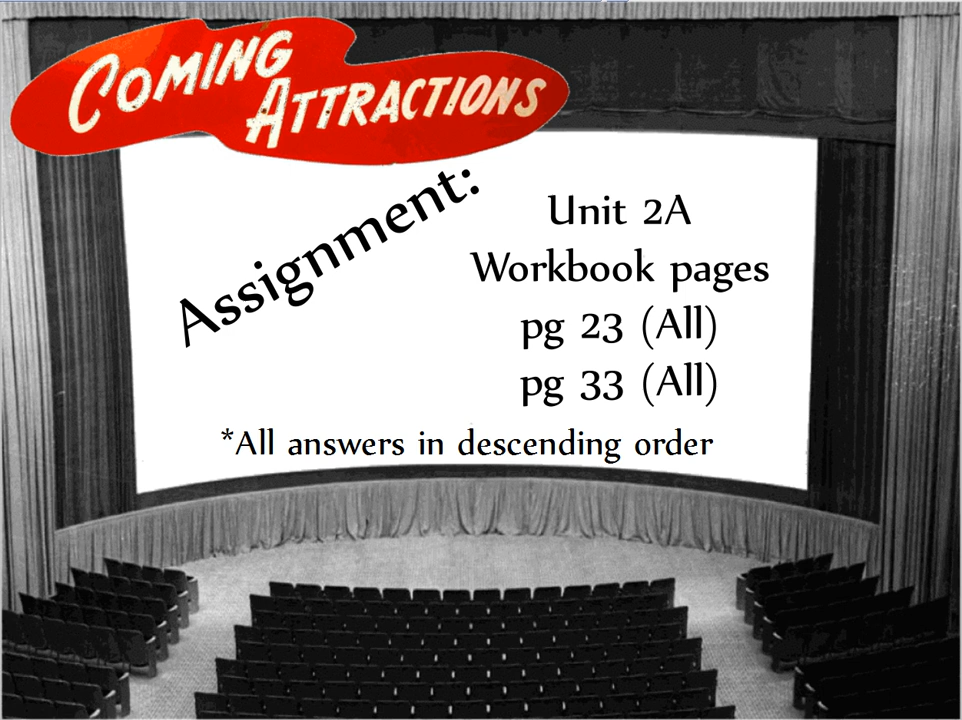 COMING
ATTRACTIONS
Assignment:
Unit 2A
Workbook pages
pg 23 (All)
pg 33 (All)
*All answers in descending order